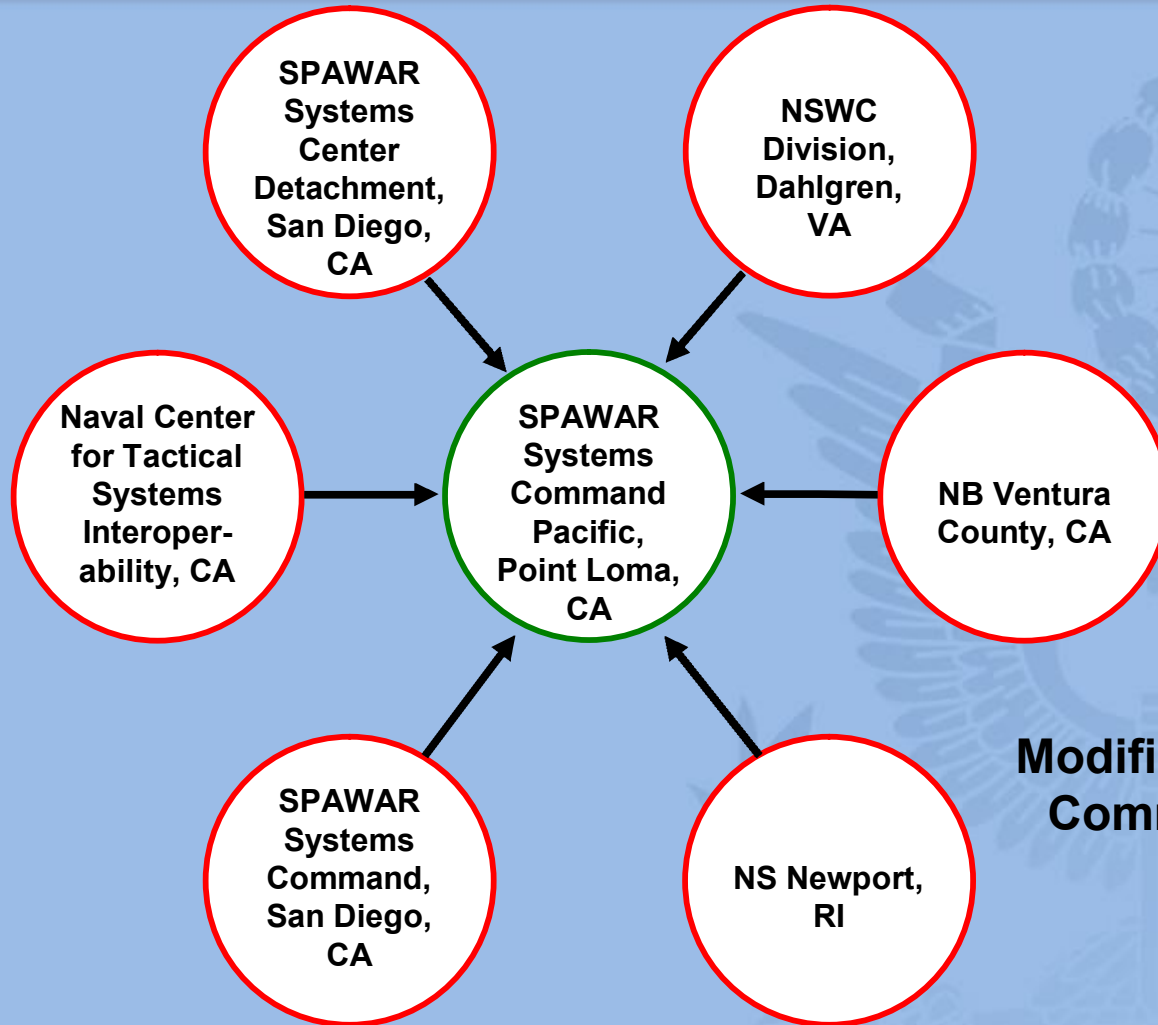 SPAWAR
Systems
Center
Detachment,
San Diego,
CA
NSWC
Division,
Dahlgren,
VA
Naval Center
for Tactical
Systems
Interoper-
ability, CA
SPAWAR
Systems
Command
Pacific,
Point Loma,
CA
NB Ventura
County, CA
SPAWAR
Systems
Command,
San Diego,
CA
NS Newport,
RI